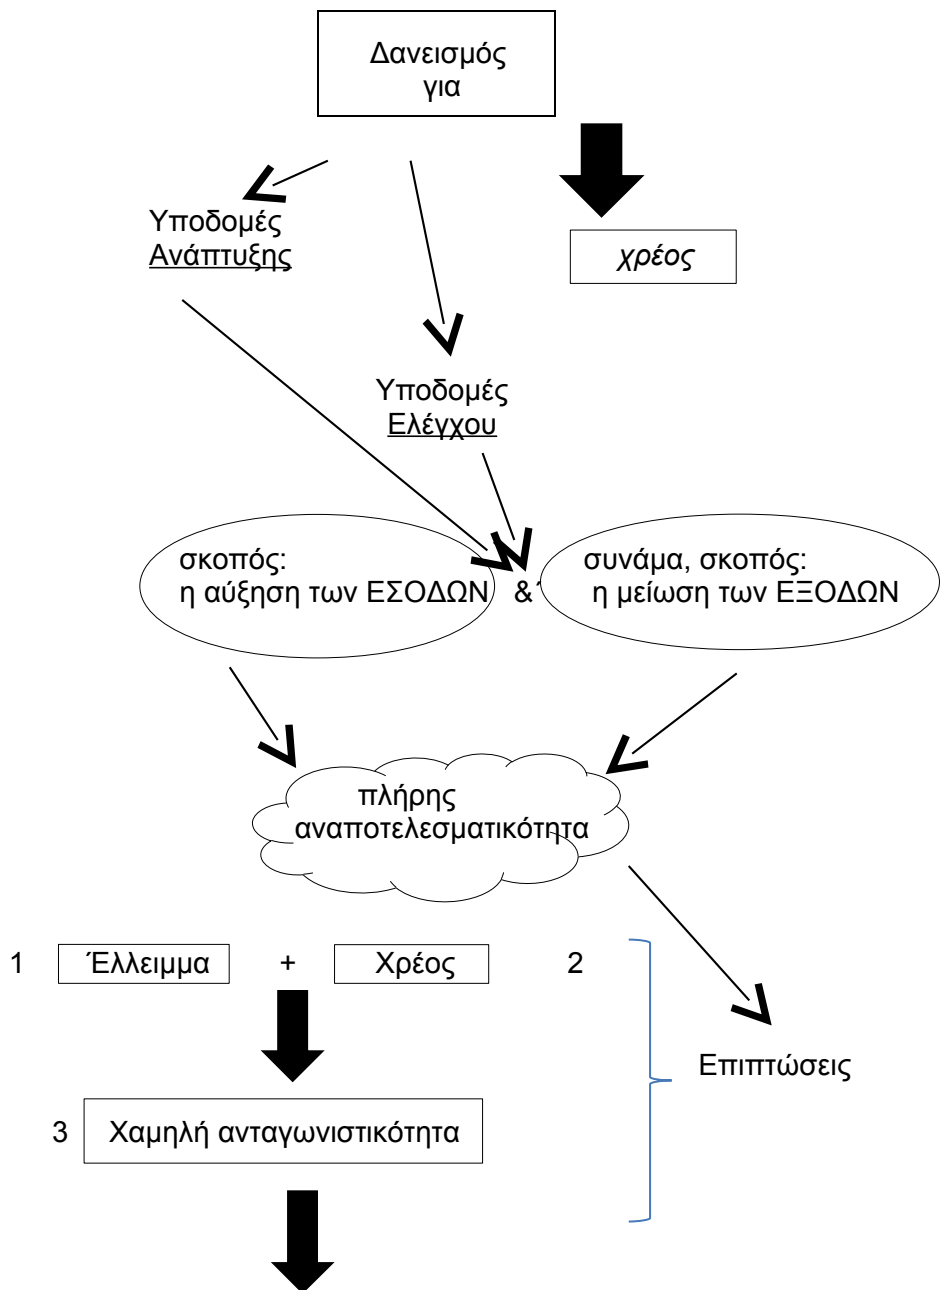 Δανεισμός
για
Υποδομές
Ανάπτυξης
χρέος
Υποδομές
Ελέγχου
σκοπός:
η αύξηση των ΕΣΟΔΩΝ
&
συνάμα, σκοπός:
η μείωση των ΕΞΟΔΩΝ
πλήρης
αναποτελεσματικότητα
1 Έλλειμμα + Χρέος 2
Επιπτώσεις
3 Χαμηλή ανταγωνιστικότητα